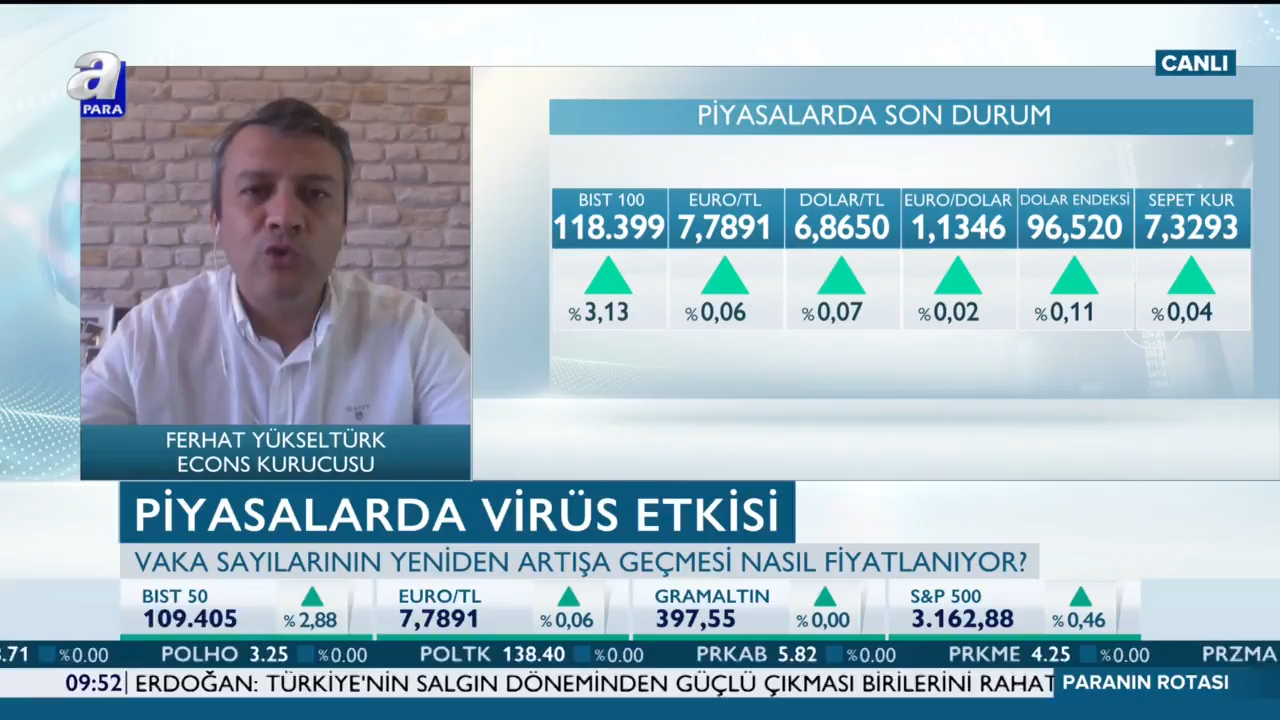 a
PARA
CANLI
PİYASALARDA SON DURUM
BIST 100 EURO/TL DOLAR/TL EURO/DOLAR DOLAR ENDEKSİ SEPET KUR
118.399 7,7891 6,8650 1,1346 96,520 7,3293
%3,13 %0,06 %0,07 %0,02 %0,11 %0,04
GANT
FERHAT YÜKSELTÜRK
ECONS KURUCUSU
PİYASALARDA VİRÜS ETKİSİ
VAKA SAYILARININ YENİDEN ARTIŞA GEÇMESİ NASIL FİYATLANIYOR?
BIST 50 EURO/TL GRAMALTIN S&P 500
109.405 %2,88 7,7891 %0,06 397,55 %0,00 3.162,88 %0,46
3.71 %0.00 POLHO 3.25 %0.00 POLTK 138.40 %0.00 PRKAB 5.82 %0.00 PRKME 4.25 %0.00 PRZMA
09:52 ERDOĞAN: TÜRKİYE'NİN SALGIN DÖNEMİNDEN GÜÇLÜ ÇIKMASI BİRİLERİNİ RAHAT PARANIN ROTASI